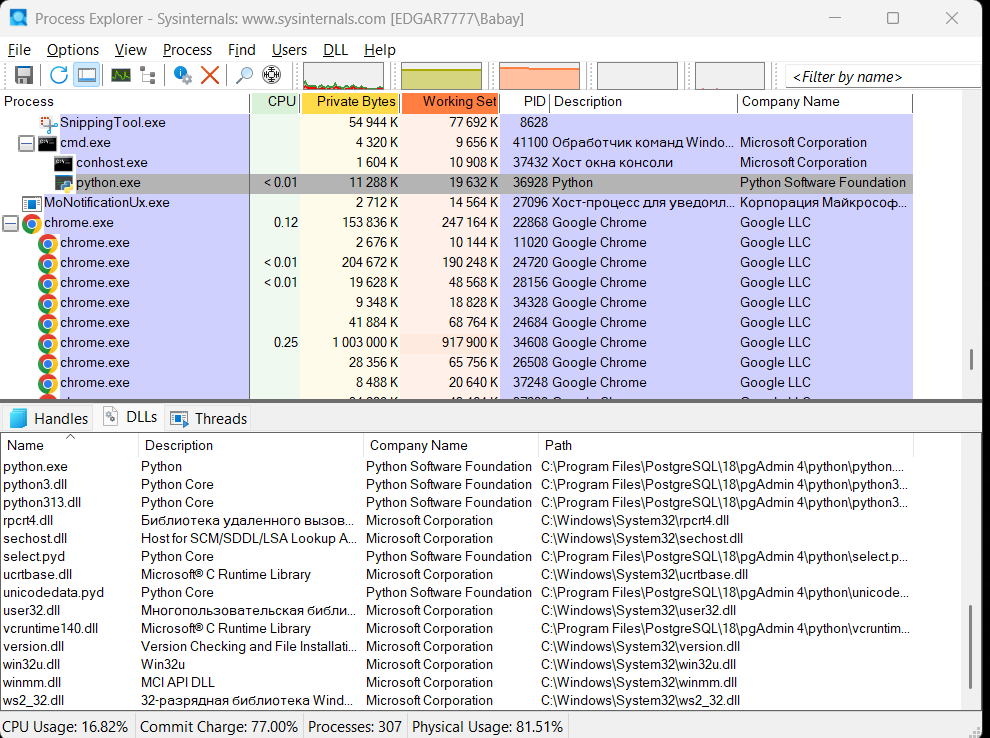 Process Explorer - Sysinternals: www.sysinternals.com [EDGAR7777\Babay]
File Options View Process Find Users DLL Help
<Filter by name>
Process CPU Private Bytes Working Set PID Description Company Name
SnippingTool.exe 54 944 K 77 692 K 8628
cmd.exe 4 320 K 9 656 K 41100 Обработчик команд Windo... Microsoft Corporation
conhost.exe 1 604 K 10 908 K 37432 Хост окна консоли Microsoft Corporation
python.exe < 0.01 11 288 K 19 632 K 36928 Python Python Software Foundation
MoNotificationUx.exe 2 712 K 14 564 K 27096 Хост-процесс для уведомл... Корпорация Майкрософ...
chrome.exe 0.12 153 836 K 247 164 K 22868 Google Chrome Google LLC
chrome.exe 2 676 K 10 144 K 11020 Google Chrome Google LLC
chrome.exe < 0.01 204 672 K 190 248 K 24720 Google Chrome Google LLC
chrome.exe < 0.01 19 628 K 48 568 K 28156 Google Chrome Google LLC
chrome.exe 9 348 K 18 828 K 34328 Google Chrome Google LLC
chrome.exe 41 884 K 68 764 K 24684 Google Chrome Google LLC
chrome.exe 0.25 1 003 000 K 917 900 K 34608 Google Chrome Google LLC
chrome.exe 28 356 K 65 756 K 26508 Google Chrome Google LLC
chrome.exe 8 488 K 20 640 K 37248 Google Chrome Google LLC
Handles DLLs Threads
Name Description Company Name Path
python.exe Python Python Software Foundation C:\Program Files\PostgreSQL\18\pgAdmin 4\python\python....
python3.dll Python Core Python Software Foundation C:\Program Files\PostgreSQL\18\pgAdmin 4\python\python3...
python313.dll Python Core Python Software Foundation C:\Program Files\PostgreSQL\18\pgAdmin 4\python\python3...
rpcrt4.dll Библиотека удаленного вызов... Microsoft Corporation C:\Windows\System32\rpcrt4.dll
sechost.dll Host for SCM/SDDL/LSA Lookup A... Microsoft Corporation C:\Windows\System32\sechost.dll
select.pyd Python Core Python Software Foundation C:\Program Files\PostgreSQL\18\pgAdmin 4\python\select.p...
ucrtbase.dll Microsoft® C Runtime Library Microsoft Corporation C:\Windows\System32\ucrtbase.dll
unicodedata.pyd Python Core Python Software Foundation C:\Program Files\PostgreSQL\18\pgAdmin 4\python\unicode...
user32.dll Многопользовательская библи... Microsoft Corporation C:\Windows\System32\user32.dll
vcruntime140.dll Microsoft® C Runtime Library Microsoft Corporation C:\Program Files\PostgreSQL\18\pgAdmin 4\python\vcruntim...
version.dll Version Checking and File Installati... Microsoft Corporation C:\Windows\System32\version.dll
win32u.dll Win32u Microsoft Corporation C:\Windows\System32\win32u.dll
winmm.dll MCI API DLL Microsoft Corporation C:\Windows\System32\winmm.dll
ws2_32.dll 32-разрядная библиотека Wind... Microsoft Corporation C:\Windows\System32\ws2_32.dll
CPU Usage: 16.82% Commit Charge: 77.00% Processes: 307 Physical Usage: 81.51%